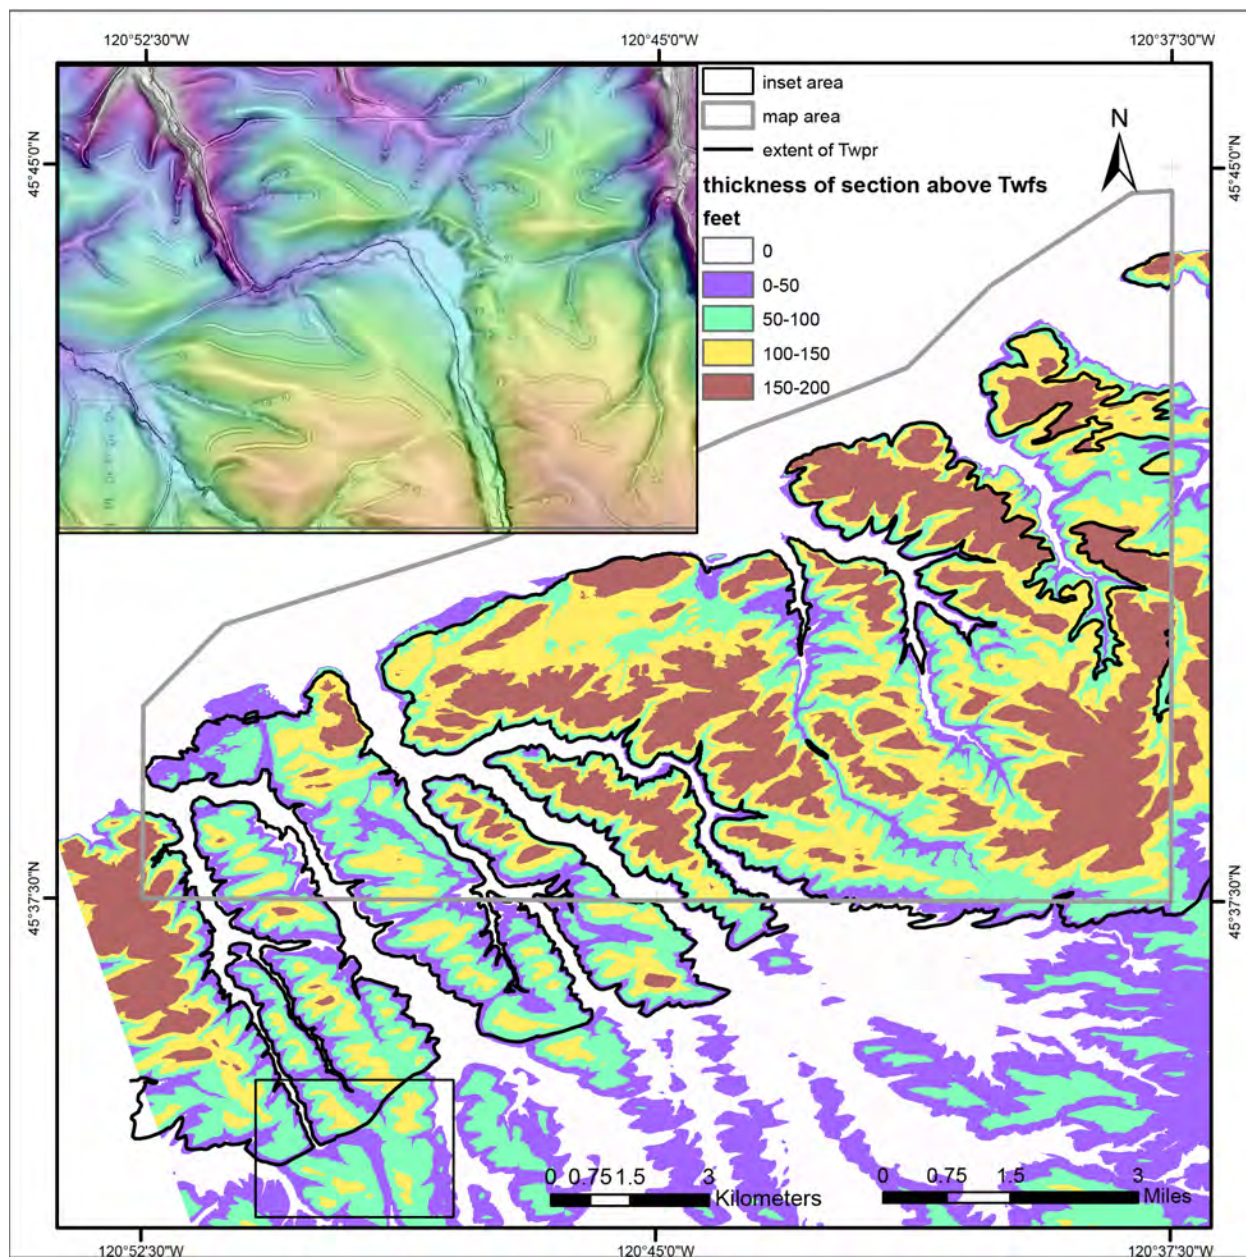 120°52'30"W 120°45'0"W 120°37'30"W
45°45'0"N
45°45'0"N
inset area
map area
extent of Twpr
N
thickness of section above Twfs
feet
0
0-50
50-100
100-150
150-200
45°37'30"N
45°37'30"N
0 0.75 1.5 3
Kilometers
0 0.75 1.5 3
Miles
120°52'30"W 120°45'0"W 120°37'30"W